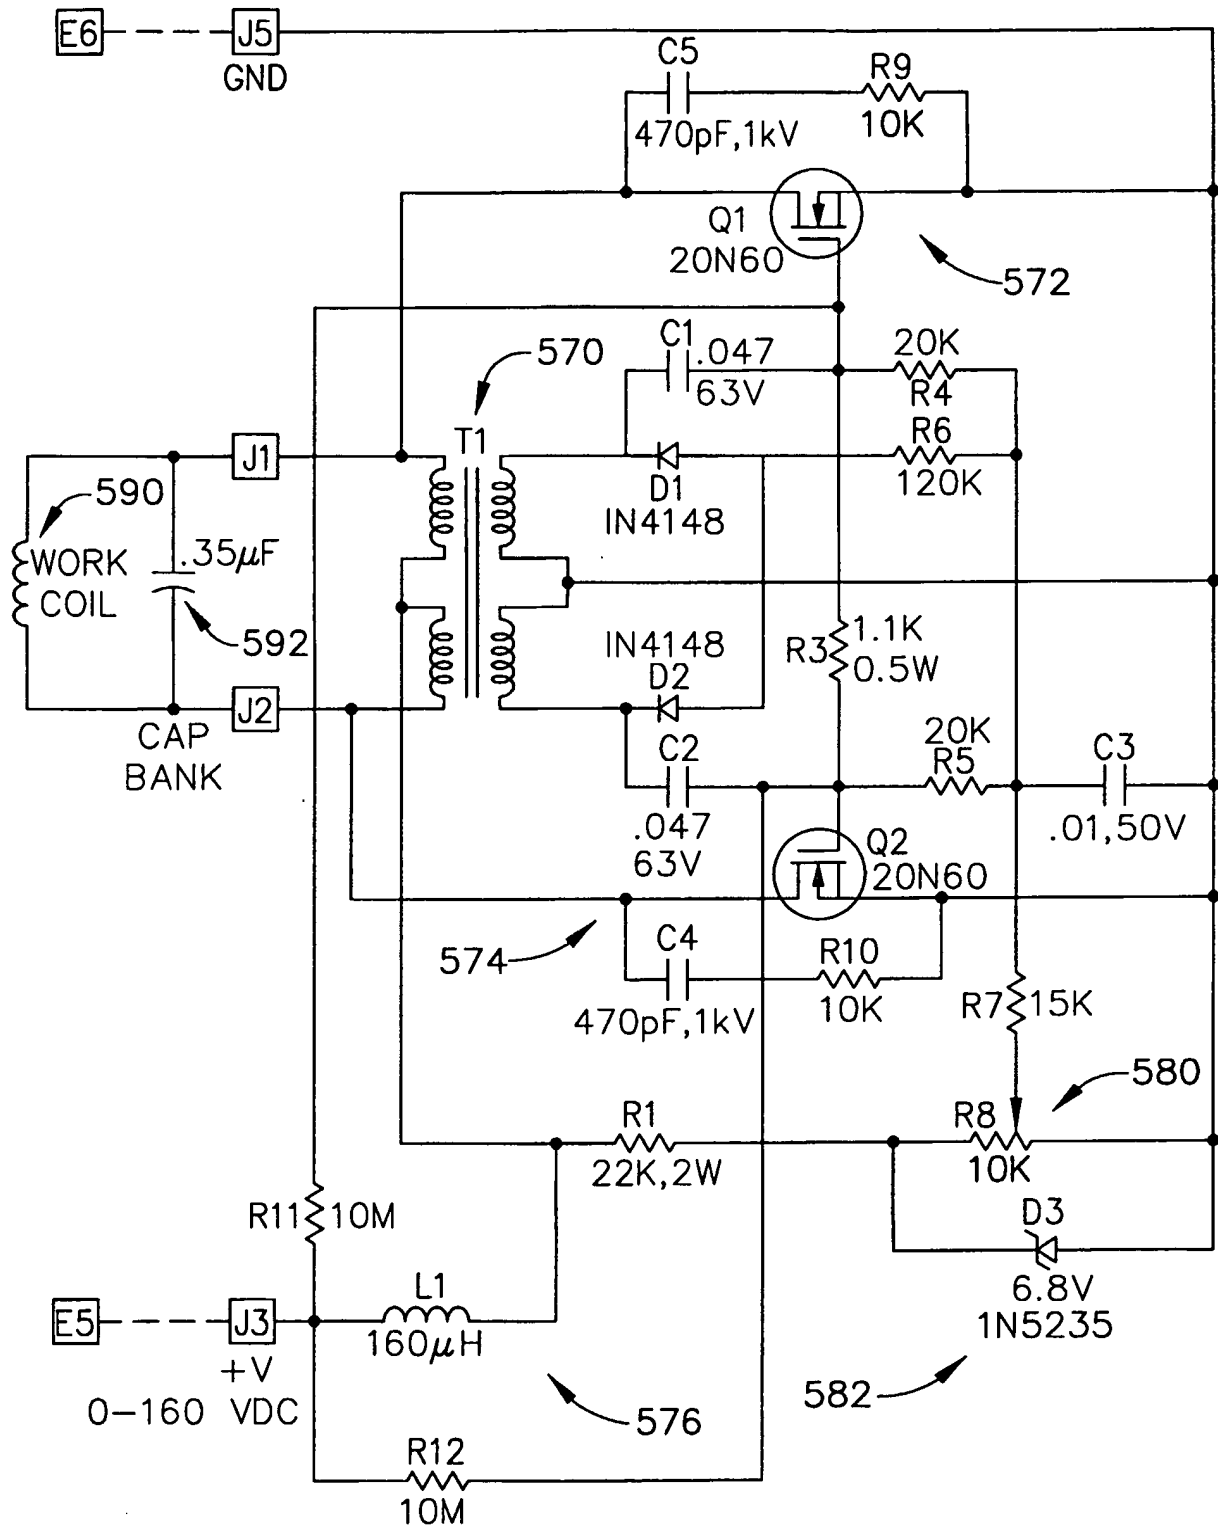 E6
J5
GND
C5
470pF,1kV
R9
10K
Q1
20N60
572
570
C1
.047
63V
20K
R4
R6
120K
T1
D1
IN4148
J1
590
WORK
COIL
.35μF
592
J2
CAP
BANK
IN4148
D2
R3
1.1K
0.5W
C2
.047
63V
20K
R5
C3
.01,50V
Q2
20N60
574
C4
470pF,1kV
R10
10K
R7
15K
580
R1
22K,2W
R8
10K
R11
10M
D3
6.8V
1N5235
582
E5
J3
+V
0-160 VDC
L1
160μH
576
R12
10M